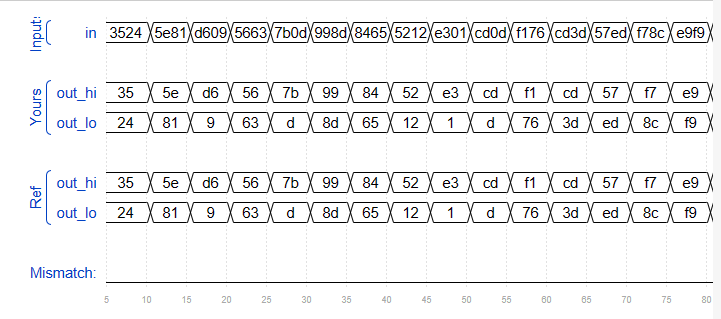 Inputs
in 3524 5e81 d609 5663 7b0d 998d 8465 5212 e301 cd0d f176 cd3d 57ed f78c e9f9
Yours
out_hi 35 5e d6 56 7b 99 84 52 e3 cd f1 cd 57 f7 e9
out_lo 24 81 9 63 d 8d 65 12 1 d 76 3d ed 8c f9
Ref
out_hi 35 5e d6 56 7b 99 84 52 e3 cd f1 cd 57 f7 e9
out_lo 24 81 9 63 d 8d 65 12 1 d 76 3d ed 8c f9
Mismatch:
5 10 15 20 25 30 35 40 45 50 55 60 65 70 75 80